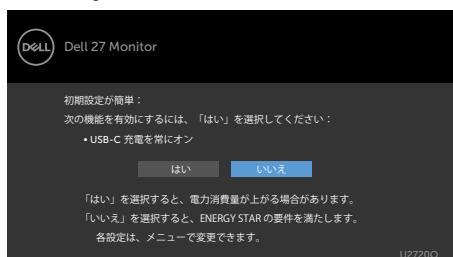 DELL
Dell 27 Monitor
初期設定が簡単：
次の機能を有効にするには、「はい」を選択してください：
• USB-C 充電を常にオン
はい
いいえ
「はい」を選択すると、電力消費量が上がる場合があります。
「いいえ」を選択すると、ENERGY STAR の要件を満たします。
各設定は、メニューで変更できます。
U2720Q